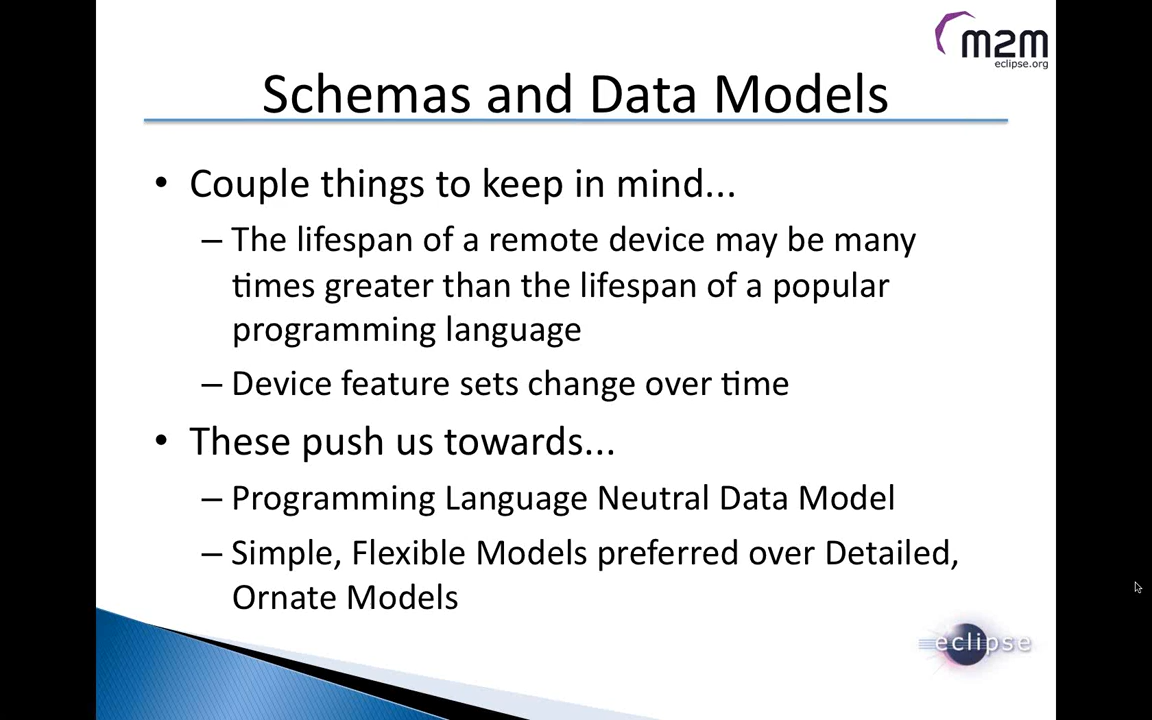 m2m
eclipse.org
Schemas and Data Models
• Couple things to keep in mind...
– The lifespan of a remote device may be many
times greater than the lifespan of a popular
programming language
– Device feature sets change over time
• These push us towards...
– Programming Language Neutral Data Model
– Simple, Flexible Models preferred over Detailed,
Ornate Models
eclipse